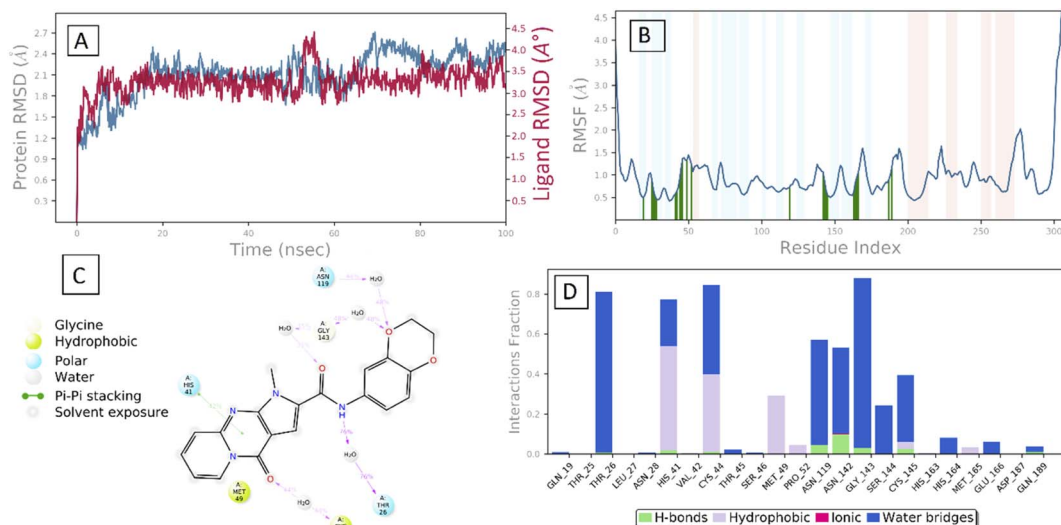 A
Protein RMSD (Å)
2.7
2.4
2.1
1.8
1.5
1.2
0.9
0.6
0.3
4.5
4.0
3.5
3.0
2.5
2.0
1.5
1.0
0.5
0.0
Ligand RMSD (A°)
0 20 40 60 80 100
Time (nsec)
B
RMSF (Å)
4.5
4.0
3.5
3.0
2.5
2.0
1.5
1.0
0.5
0 50 100 150 200 250 300
Residue Index
C
Glycine
Hydrophobic
Polar
Water
Pi-Pi stacking
Solvent exposure
A:
ASN
119
H₂O
H₂O
H₂O
A:
GLY
143
A:
HIS
41
N
N
N
O
O
N
H
O
O
H₂O
A:
MET
49
H₂O
A:
THR
26
A:
D
Interactions Fraction
0.8
0.6
0.4
0.2
0.0
GLN_19
THR_25
THR_26
LEU_27
ASN_28
HIS_41
VAL_42
CYS_44
THR_45
SER_46
MET_49
PRO_52
ASN_119
ASN_142
GLY_143
SER_144
CYS_145
HIS_163
HIS_164
MET_165
GLU_166
ASP_187
GLN_189
H-bonds Hydrophobic Ionic Water bridges